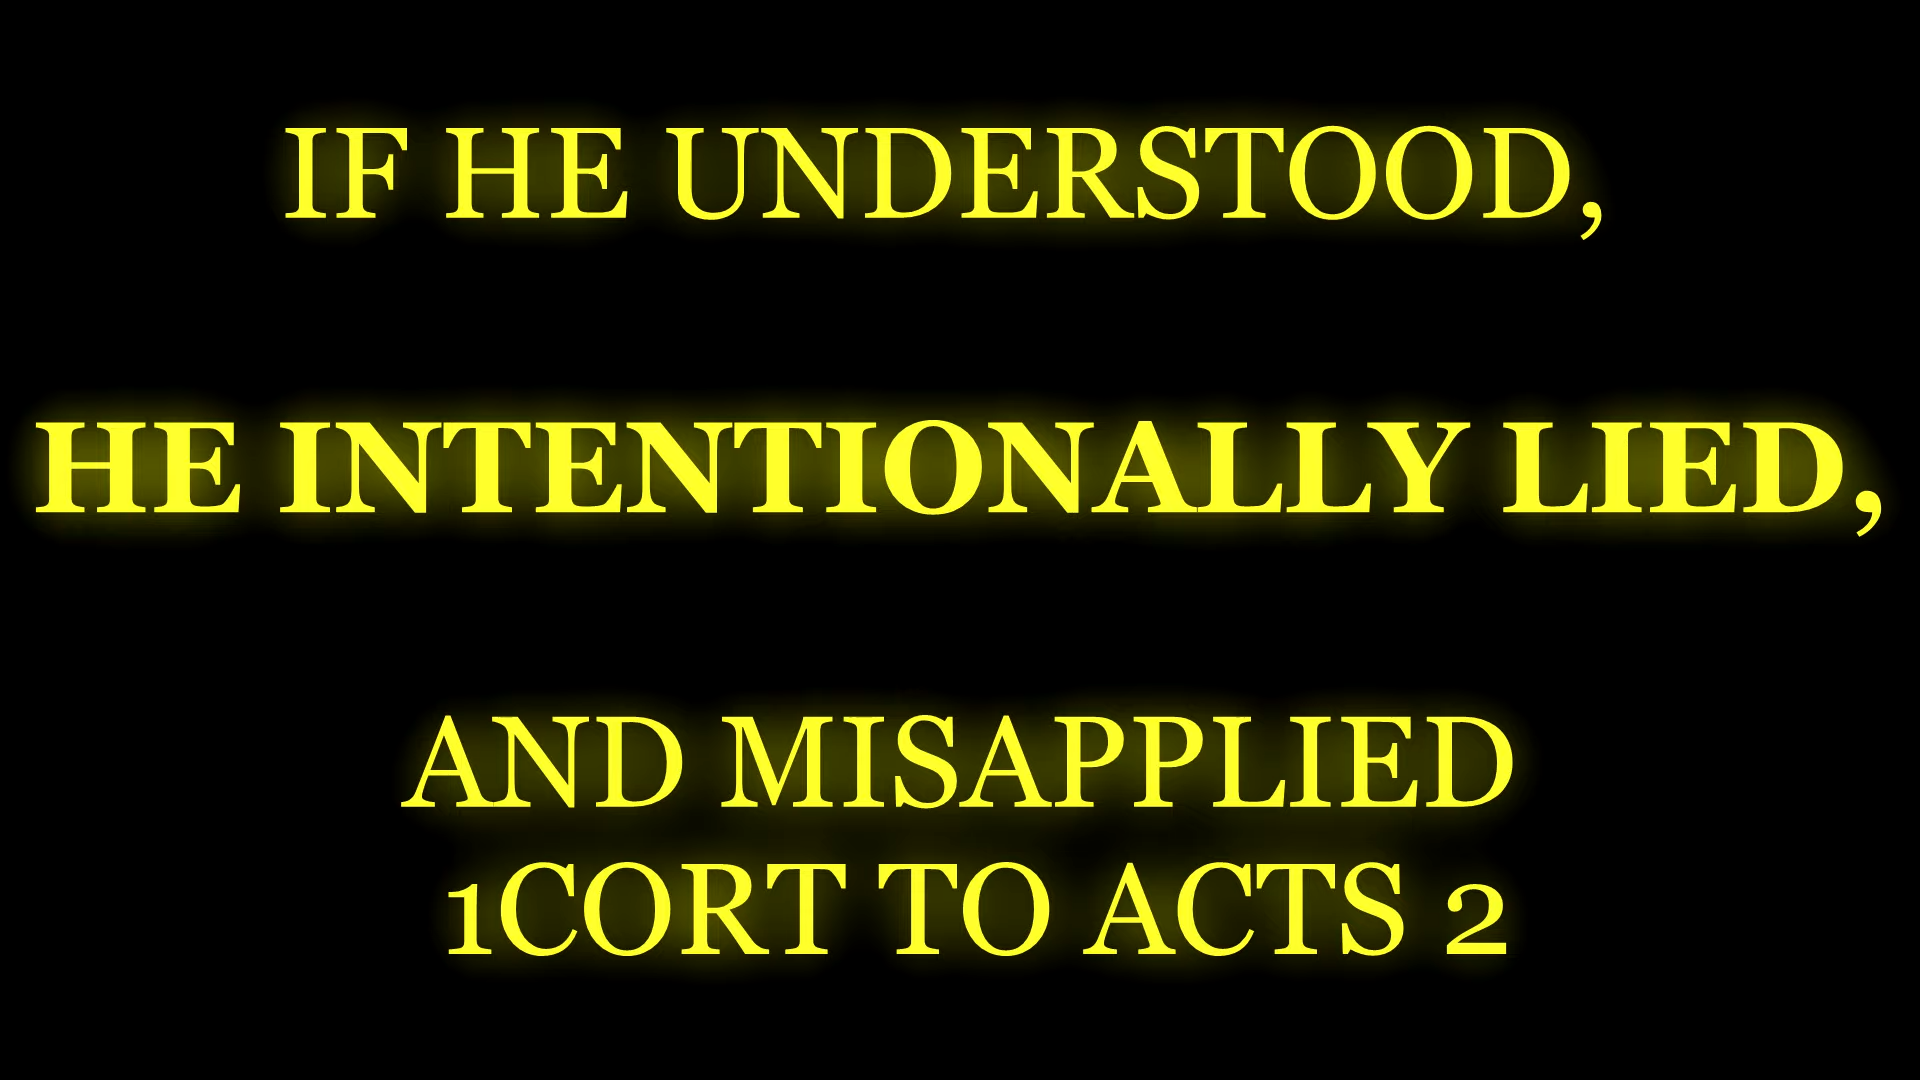 IF HE UNDERSTOOD,
HE INTENTIONALLY LIED,
AND MISAPPLIED
1CORT TO ACTS 2